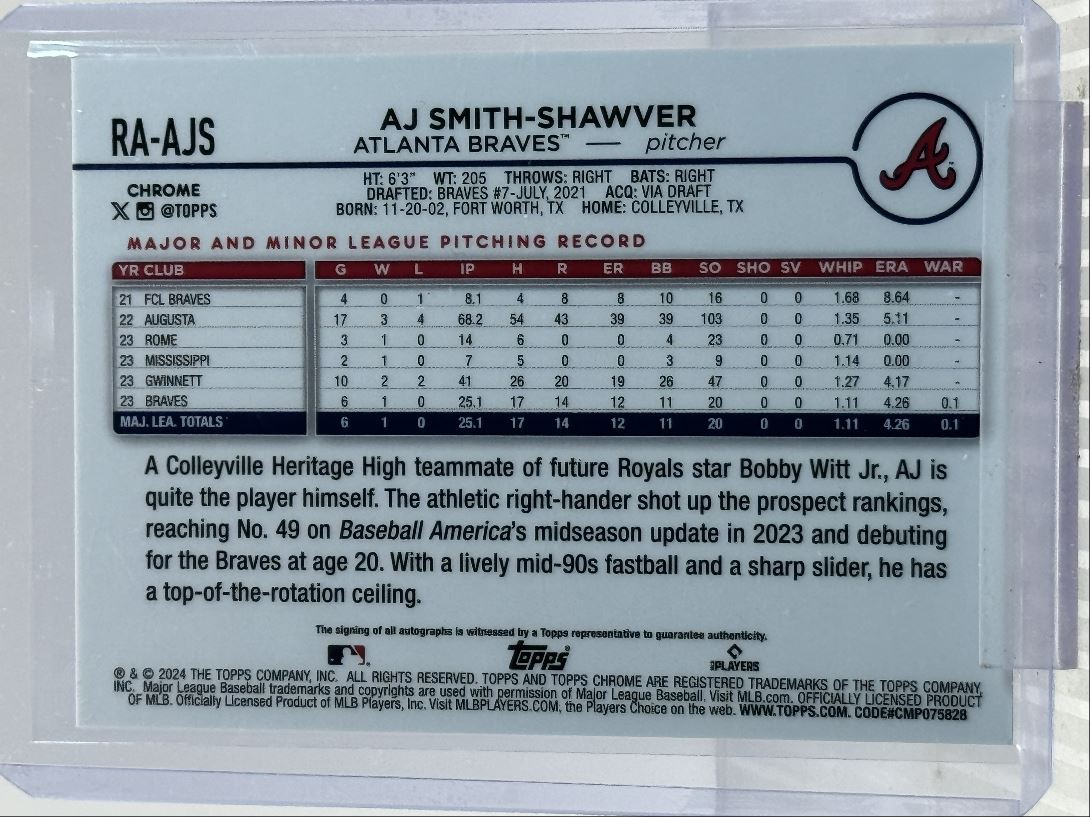 RA-AJS
AJ SMITH-SHAWVER
ATLANTA BRAVES™ — pitcher
A
CHROME
X @TOPPS
HT: 6'3" WT: 205 THROWS: RIGHT BATS: RIGHT
DRAFTED: BRAVES #7-JULY, 2021 ACQ: VIA DRAFT
BORN: 11-20-02, FORT WORTH, TX HOME: COLLEYVILLE, TX
MAJOR AND MINOR LEAGUE PITCHING RECORD
YR CLUB G W L IP H R ER BB SO SHO SV WHIP ERA WAR
21 FCL BRAVES 4 0 1 8.1 4 8 8 10 16 0 0 1.68 8.64 -
22 AUGUSTA 17 3 4 68.2 54 43 39 39 103 0 0 1.35 5.11 -
23 ROME 3 1 0 14 6 0 0 4 23 0 0 0.71 0.00 -
23 MISSISSIPPI 2 1 0 7 5 0 0 3 9 0 0 1.14 0.00 -
23 GWINNETT 10 2 2 41 26 20 19 26 47 0 0 1.27 4.17 -
23 BRAVES 6 1 0 25.1 17 14 12 11 20 0 0 1.11 4.26 0.1
MAJ. LEA. TOTALS 6 1 0 25.1 17 14 12 11 20 0 0 1.11 4.26 0.1
A Colleyville Heritage High teammate of future Royals star Bobby Witt Jr., AJ is
quite the player himself. The athletic right-hander shot up the prospect rankings,
reaching No. 49 on Baseball America's midseason update in 2023 and debuting
for the Braves at age 20. With a lively mid-90s fastball and a sharp slider, he has
a top-of-the-rotation ceiling.
The signing of all autographs is witnessed by a Topps representative to guarantee authenticity.
topps
PLAYERS
® & © 2024 THE TOPPS COMPANY, INC. ALL RIGHTS RESERVED. TOPPS AND TOPPS CHROME ARE REGISTERED TRADEMARKS OF THE TOPPS COMPANY,
INC. Major League Baseball trademarks and copyrights are used with permission of Major League Baseball. Visit MLB.com. OFFICIALLY LICENSED PRODUCT
OF MLB. Officially Licensed Product of MLB Players, Inc. Visit MLBPLAYERS.COM, the Players Choice on the web. WWW.TOPPS.COM. CODE#CMP075828